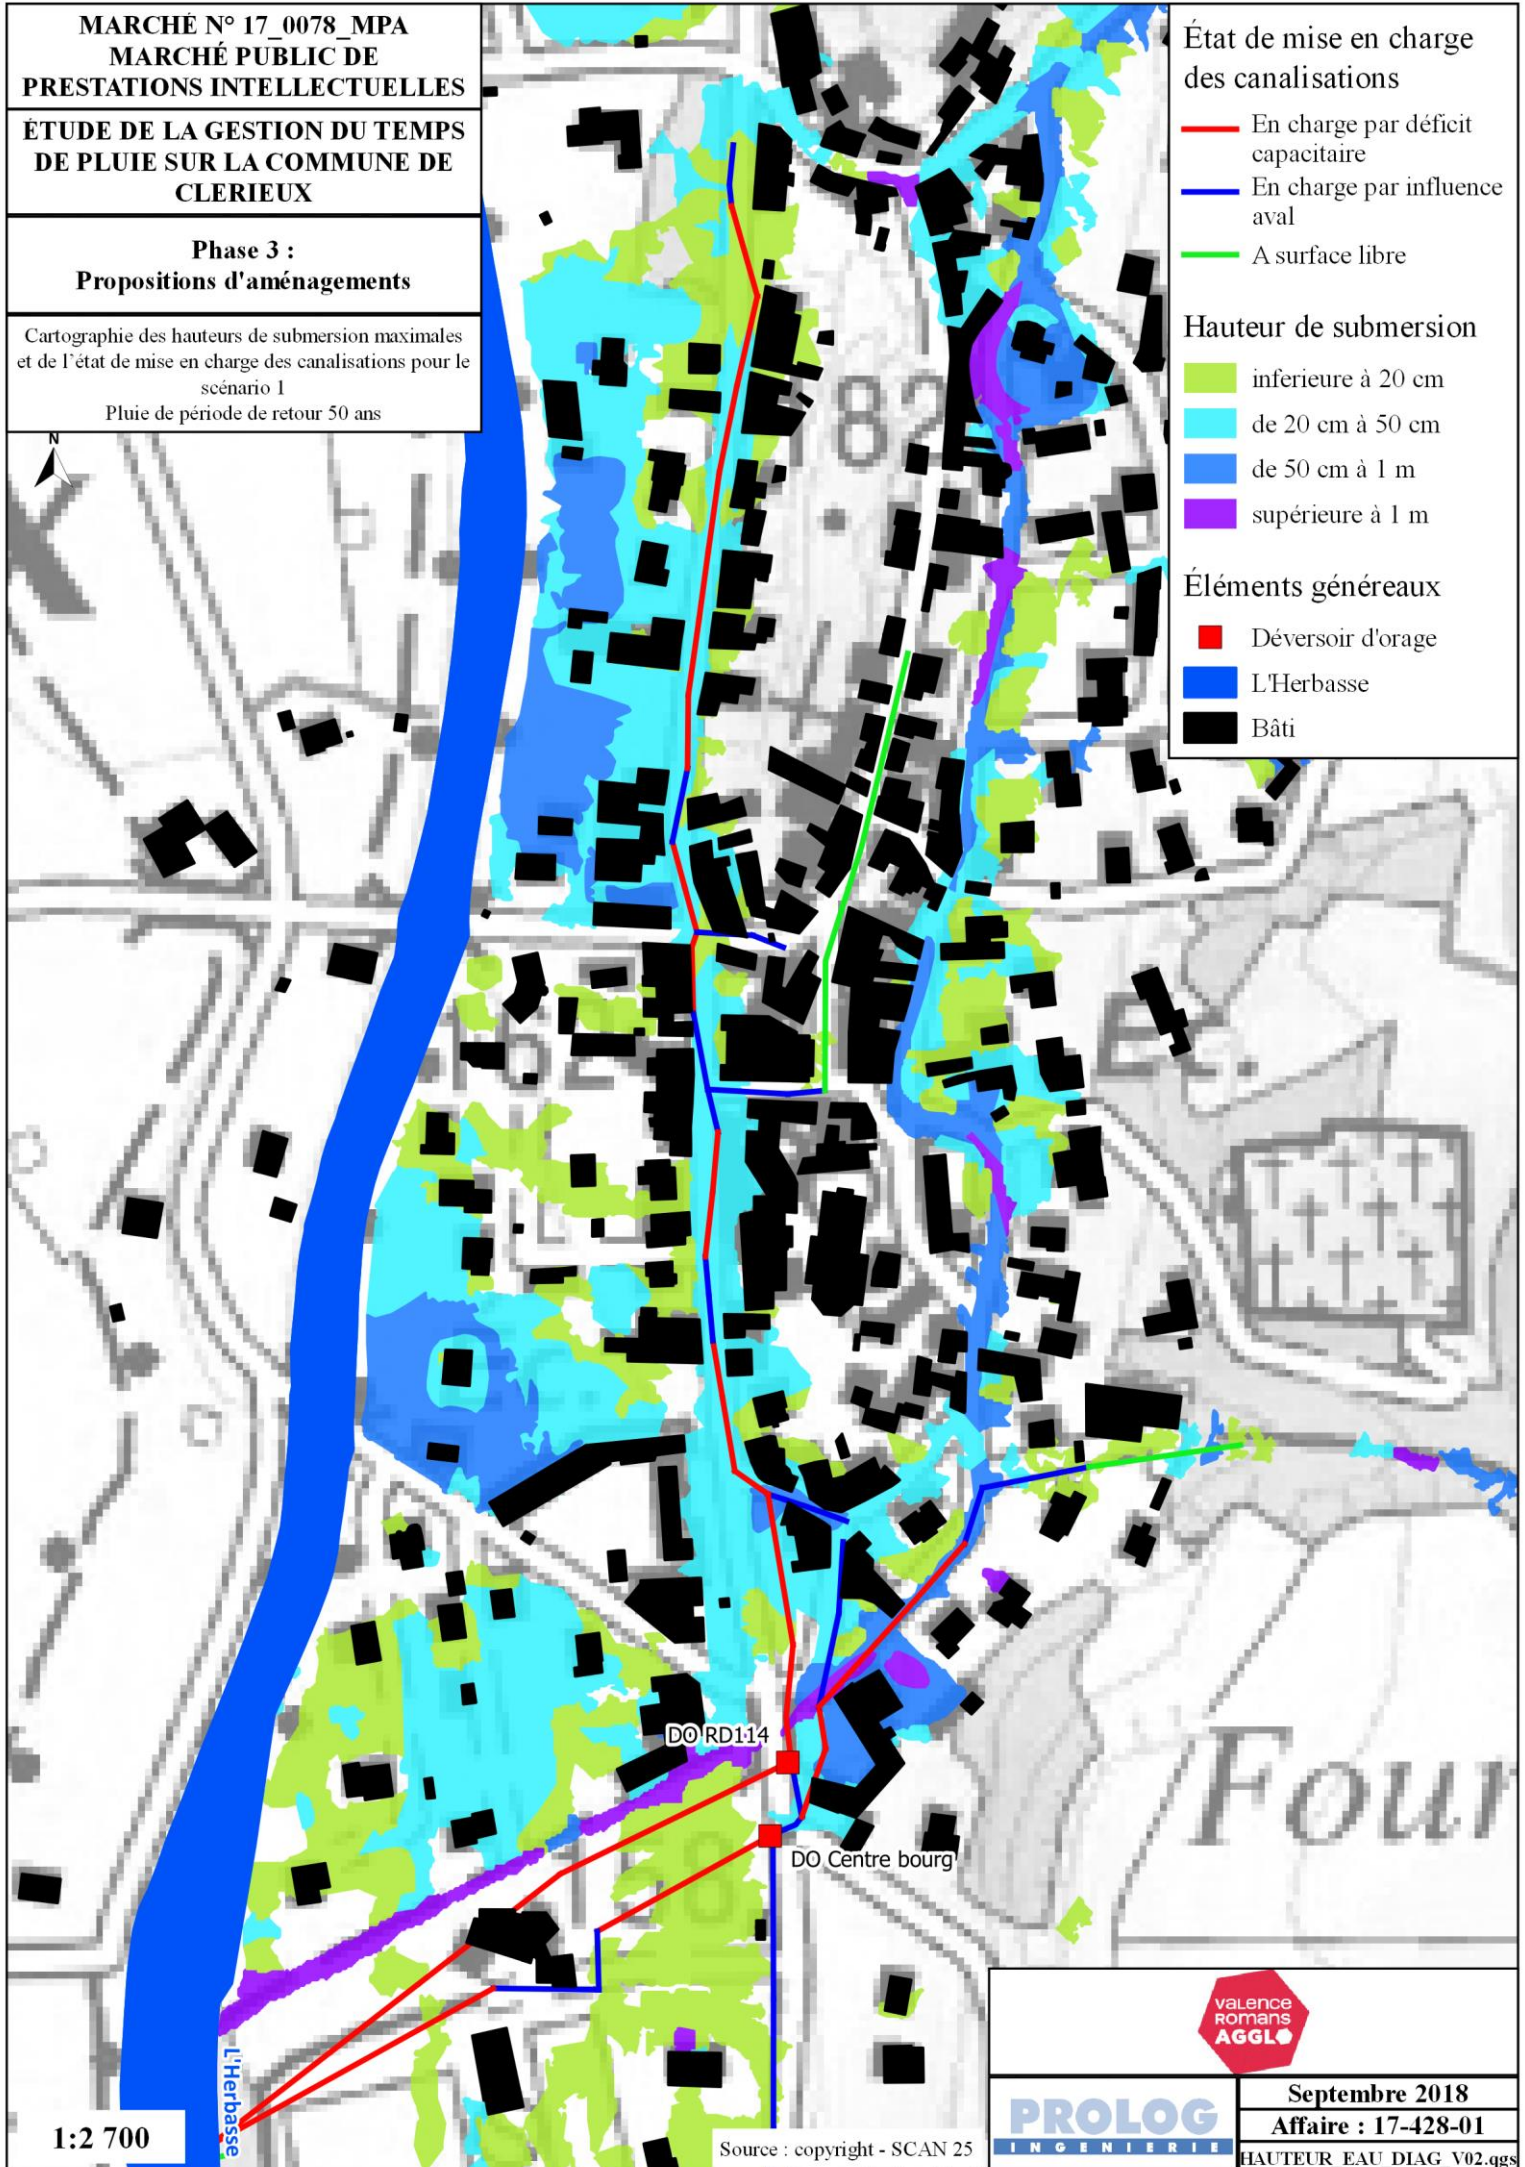 MARCHÉ N° 17_0078_MPA
MARCHÉ PUBLIC DE
PRESTATIONS INTELLECTUELLES
ÉTUDE DE LA GESTION DU TEMPS
DE PLUIE SUR LA COMMUNE DE
CLERIEUX
Phase 3 :
Propositions d'aménagements
Cartographie des hauteurs de submersion maximales
et de l'état de mise en charge des canalisations pour le
scénario 1
Pluie de période de retour 50 ans
N
État de mise en charge
des canalisations
En charge par déficit
capacitaire
En charge par influence
aval
A surface libre
Hauteur de submersion
inferieure à 20 cm
de 20 cm à 50 cm
de 50 cm à 1 m
supérieure à 1 m
Éléments généreaux
Déversoir d'orage
L'Herbasse
Bâti
82
DO RD114
DO Centre bourg
Four
L'Herbasse
1:2 700
Source : copyright - SCAN 25
valence
romans
AGGLO
PROLOG
INGENIERIE
Septembre 2018
Affaire : 17-428-01
HAUTEUR_EAU_DIAG_V02.qgs